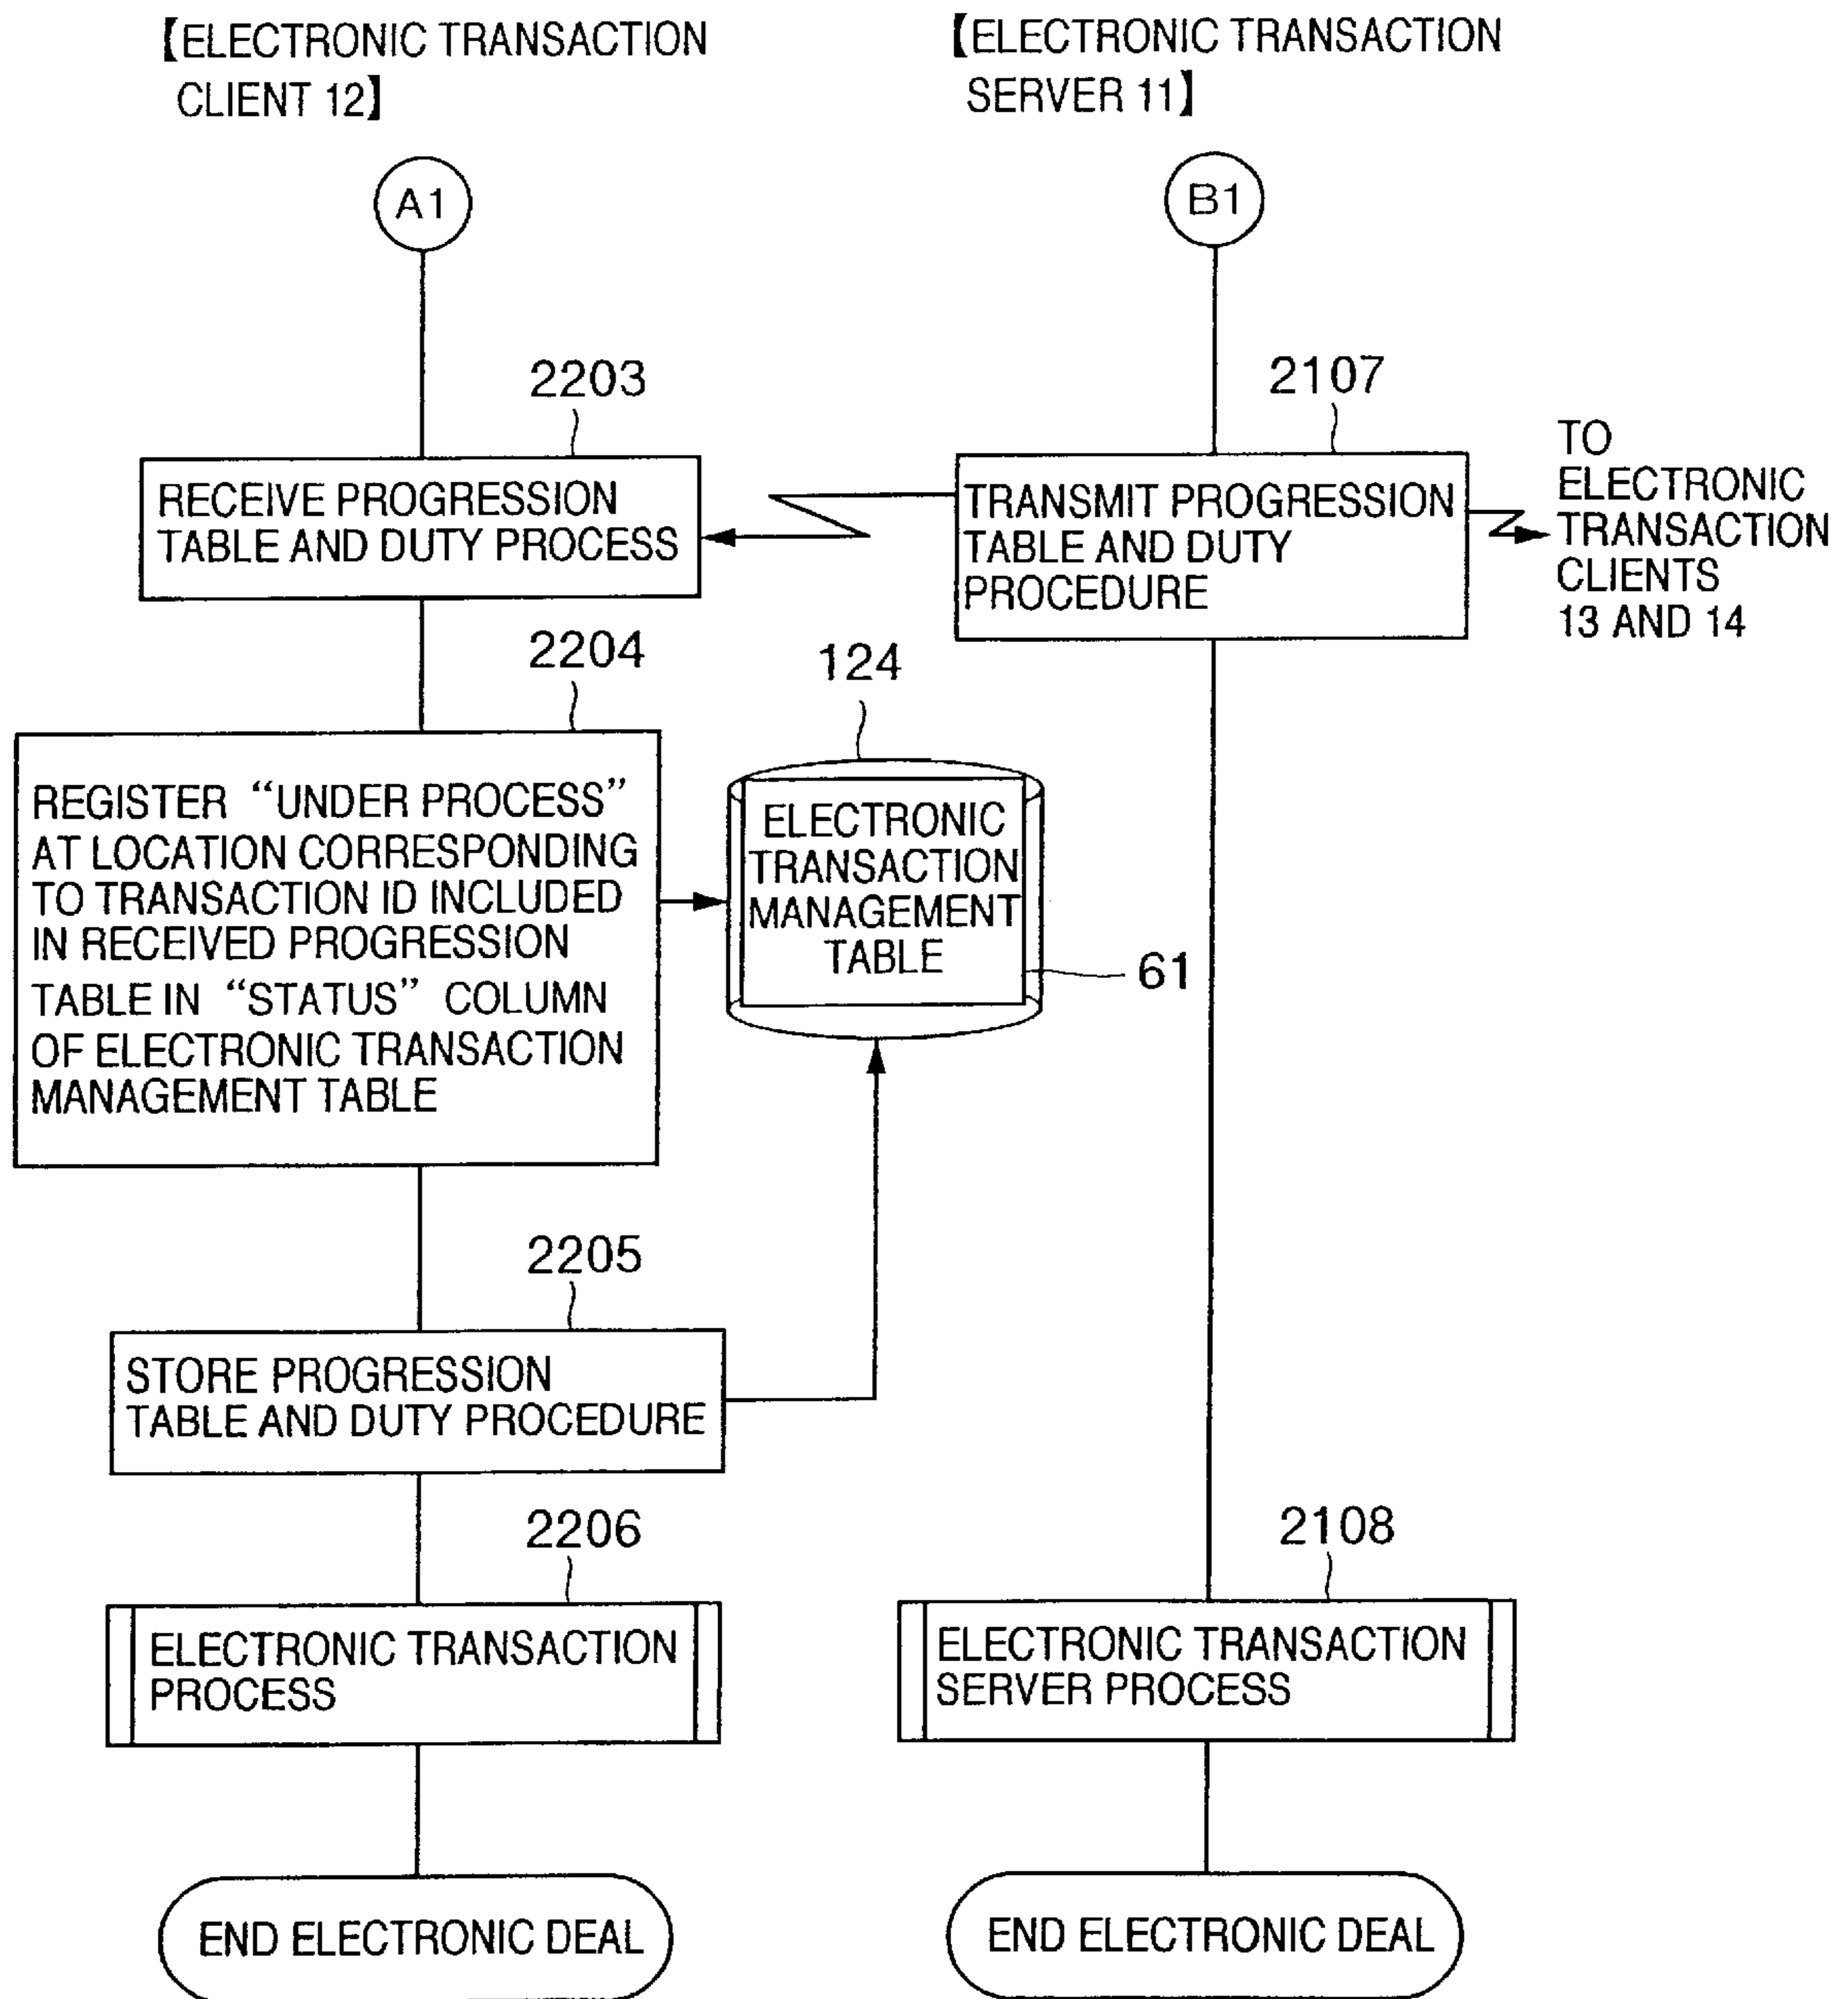 【ELECTRONIC TRANSACTION
CLIENT 12】
【ELECTRONIC TRANSACTION
SERVER 11】
A1
B1
2203
2107
RECEIVE PROGRESSION
TABLE AND DUTY PROCESS
TRANSMIT PROGRESSION
TABLE AND DUTY
PROCEDURE
TO
ELECTRONIC
TRANSACTION
CLIENTS
13 AND 14
2204
124
REGISTER “UNDER PROCESS”
AT LOCATION CORRESPONDING
TO TRANSACTION ID INCLUDED
IN RECEIVED PROGRESSION
TABLE IN “STATUS” COLUMN
OF ELECTRONIC TRANSACTION
MANAGEMENT TABLE
ELECTRONIC
TRANSACTION
MANAGEMENT
TABLE
61
2205
STORE PROGRESSION
TABLE AND DUTY PROCEDURE
2206
2108
ELECTRONIC TRANSACTION
PROCESS
ELECTRONIC TRANSACTION
SERVER PROCESS
END ELECTRONIC DEAL
END ELECTRONIC DEAL